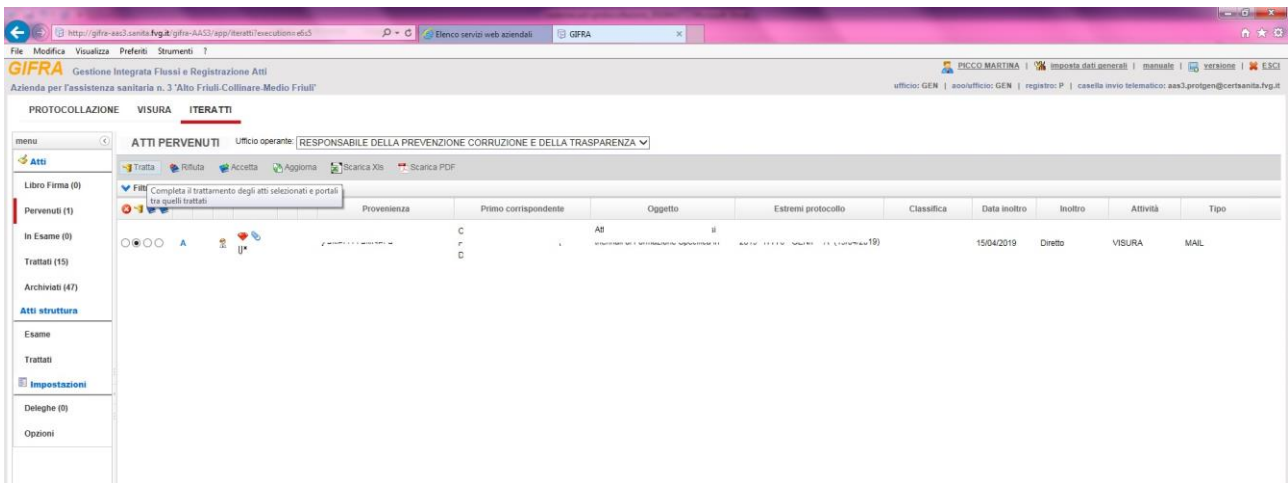 http://gifra-aas3.sanita.fvg.it/gifra-AAS3/app/iteratti?execution=e6s5
Elenco servizi web aziendali
GIFRA
File Modifica Visualizza Preferiti Strumenti ?
GIFRA Gestione Integrata Flussi e Registrazione Atti
PICCO MARTINA | imposta dati generali | manuale | versione | ESCI
Azienda per l'assistenza sanitaria n. 3 'Alto Friuli-Collinare-Medio Friuli'
ufficio: GEN | aoo/ufficio: GEN | registro: P | casella invio telematico: aas3.protgen@certsanita.fvg.it
PROTOCOLLAZIONE VISURA ITERATTI
menu
ATTI PERVENUTI Ufficio operante: RESPONSABILE DELLA PREVENZIONE CORRUZIONE E DELLA TRASPARENZA
Atti
Tratta Rifiuta Accetta Aggiorna Scarica Xls Scarica PDF
Libro Firma (0)
Filt
Completa il trattamento degli atti selezionati e portali
tra quelli trattati
Pervenuti (1)
Provenienza Primo corrispondente Oggetto Estremi protocollo Classifica Data inoltro Inoltro Attività Tipo
In Esame (0)
A
15/04/2019 Diretto VISURA MAIL
Trattati (15)
Archiviati (47)
Atti struttura
Esame
Trattati
Impostazioni
Deleghe (0)
Opzioni